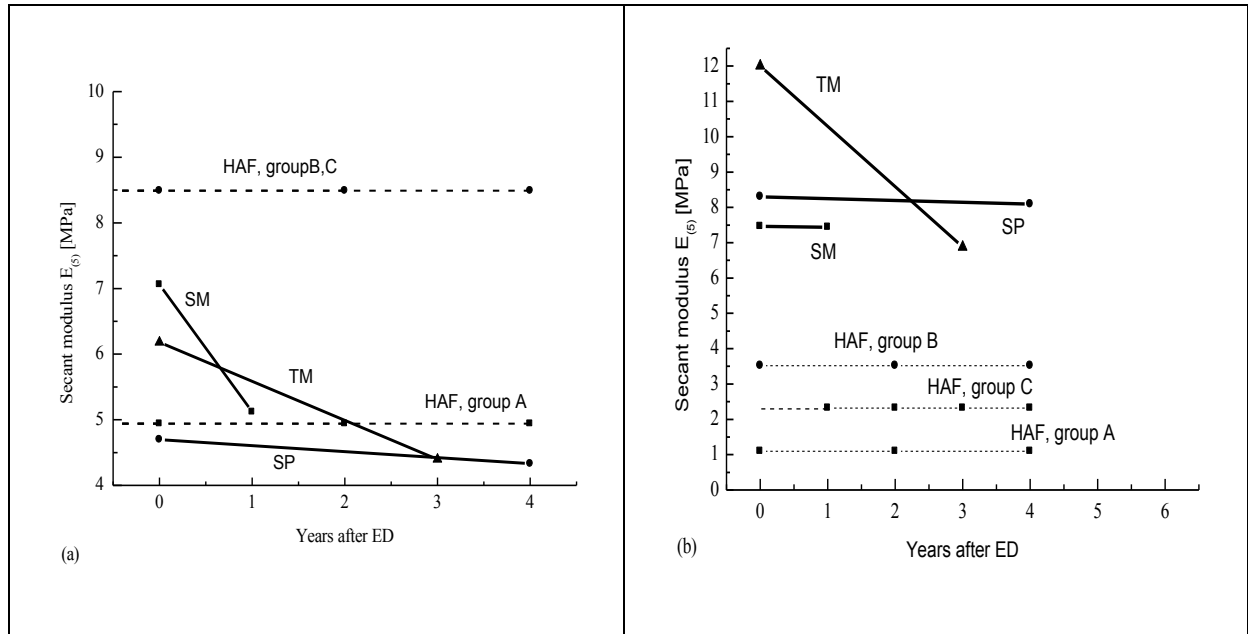 10
9
HAF, groupB,C
8
7
SM
6
TM
HAF, group A
5
SP
4
0 1 2 3 4
Secant modulus E(5) [MPa]
Years after ED
(a)
12
TM
11
10
9
8
SP
7
SM
6
5
4
HAF, group B
3
HAF, group C
2
HAF, group A
1
0
0 1 2 3 4 5 6
Secant modulus E(5) [MPa]
Years after ED
(b)